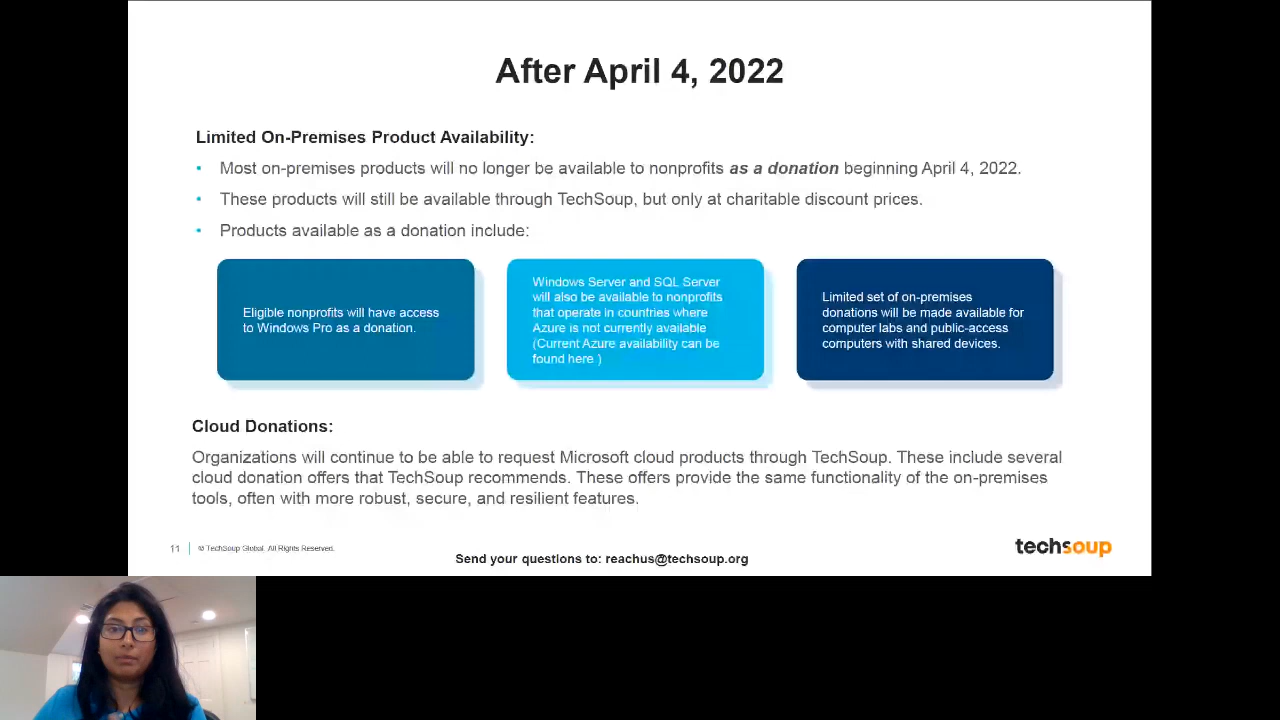 After April 4, 2022
Limited On-Premises Product Availability:
• Most on-premises products will no longer be available to nonprofits as a donation beginning April 4, 2022.
• These products will still be available through TechSoup, but only at charitable discount prices.
• Products available as a donation include:
Eligible nonprofits will have access
to Windows Pro as a donation.
Windows Server and SQL Server
will also be available to nonprofits
that operate in countries where
Azure is not currently available
(Current Azure availability can be
found here )
Limited set of on-premises
donations will be made available for
computer labs and public-access
computers with shared devices.
Cloud Donations:
Organizations will continue to be able to request Microsoft cloud products through TechSoup. These include several
cloud donation offers that TechSoup recommends. These offers provide the same functionality of the on-premises
tools, often with more robust, secure, and resilient features.
11
© TechSoup Global. All Rights Reserved.
Send your questions to: reachus@techsoup.org
techsoup